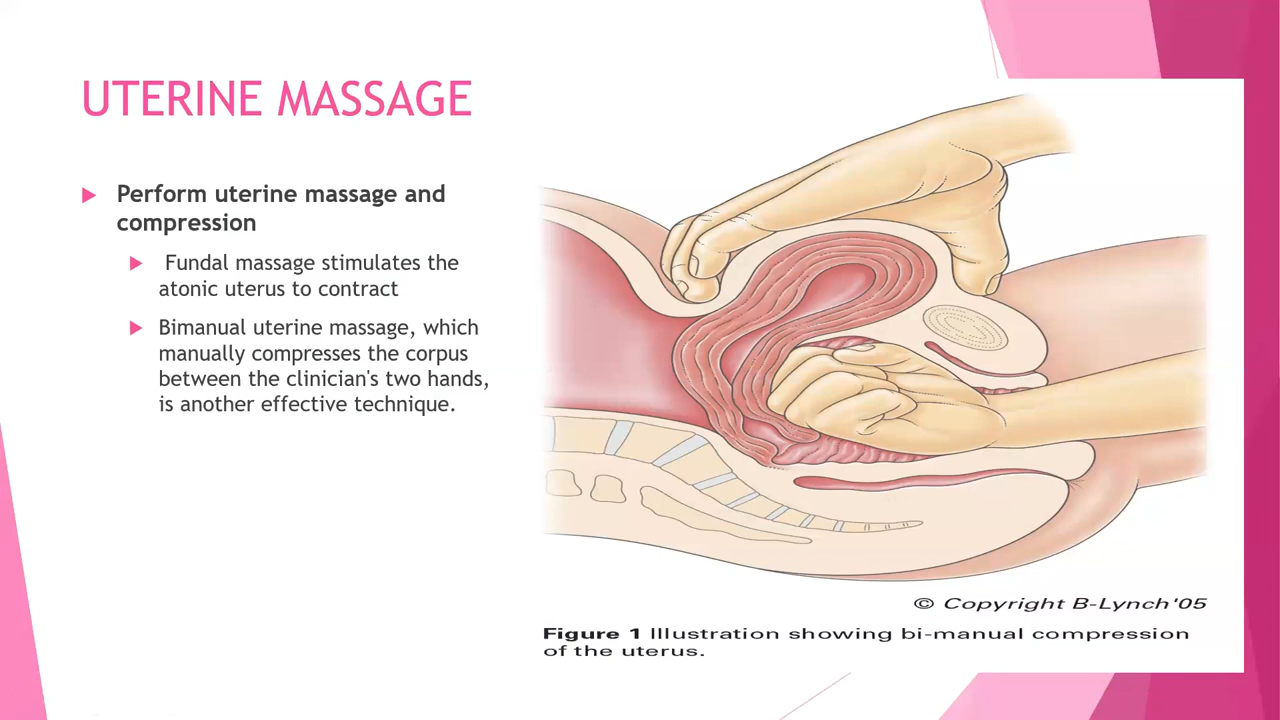 UTERINE MASSAGE
Perform uterine massage and
compression
Fundal massage stimulates the
atonic uterus to contract
Bimanual uterine massage, which
manually compresses the corpus
between the clinician's two hands,
is another effective technique.
© Copyright B-Lynch'05
Figure 1 Illustration showing bi-manual compression
of the uterus.